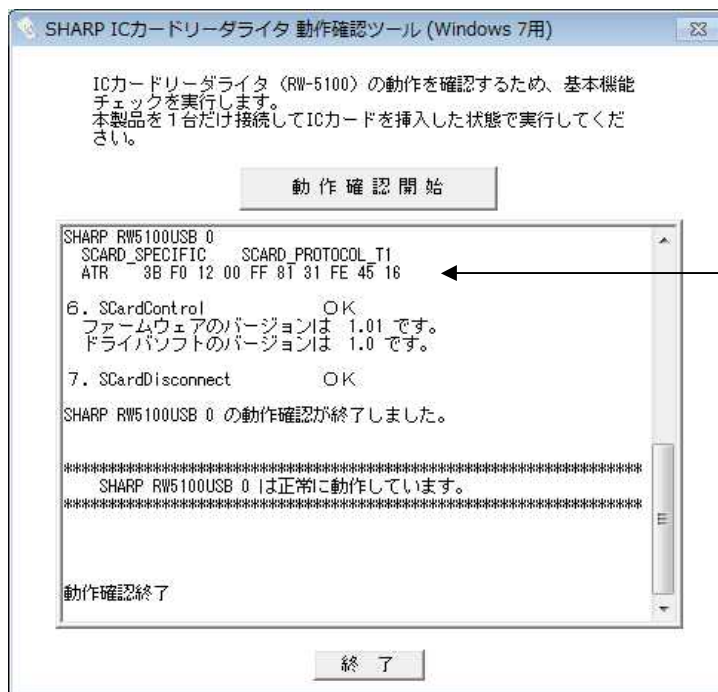 SHARP ICカードリーダライタ 動作確認ツール (Windows 7用)
ICカードリーダライタ (RW-5100) の動作を確認するため、基本機能
チェックを実行します。
本製品を１台だけ接続してICカードを挿入した状態で実行してくだ
さい。
動 作 確 認 開 始
SHARP RW5100USB 0
SCARD_SPECIFIC SCARD_PROTOCOL_T1
ATR 3B F0 12 00 FF 81 31 FE 45 16
６. SCardControl ＯＫ
ファームウェアのバージョンは 1.01 です。
ドライバソフトのバージョンは 1.0 です。
７. SCardDisconnect ＯＫ
SHARP RW5100USB 0 の動作確認が終了しました。
*****************************************************************
SHARP RW5100USB 0 は正常に動作しています。
*****************************************************************
動作確認終了
終 了